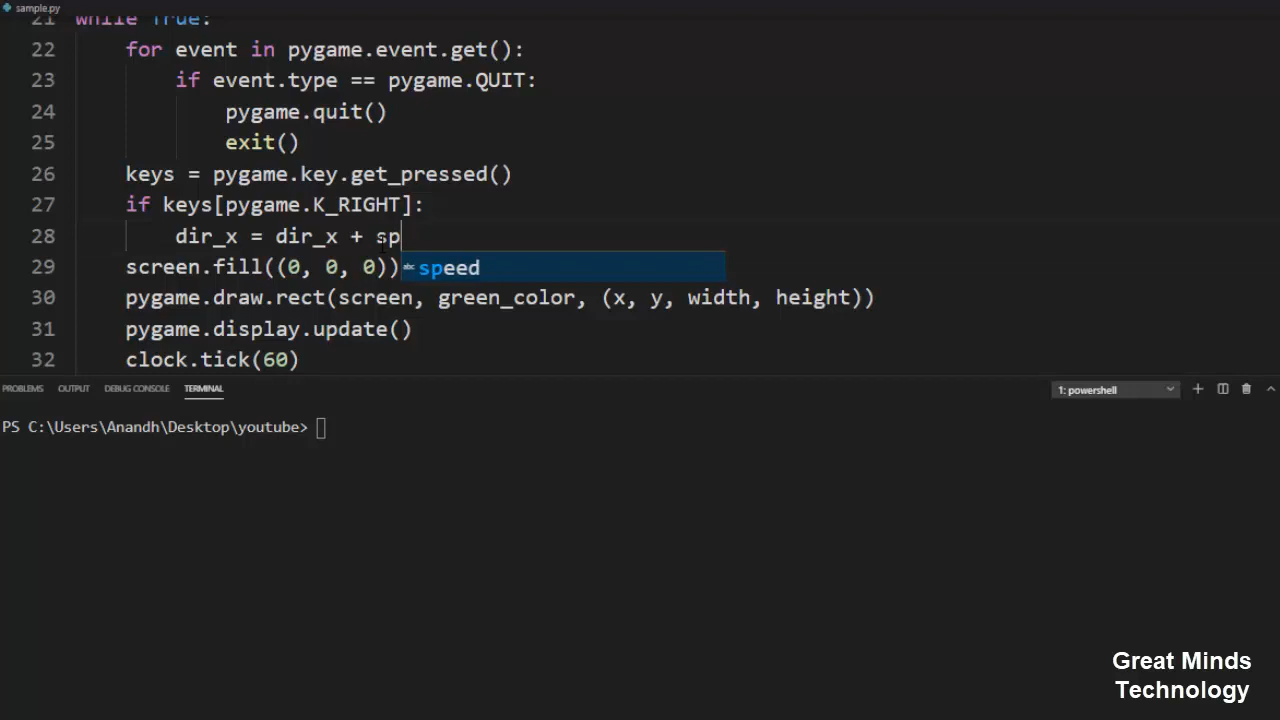 sample.py
21 while True:
22 for event in pygame.event.get():
23 if event.type == pygame.QUIT:
24 pygame.quit()
25 exit()
26 keys = pygame.key.get_pressed()
27 if keys[pygame.K_RIGHT]:
28 dir_x = dir_x + sp
29 screen.fill((0, 0, 0)) abc speed
30 pygame.draw.rect(screen, green_color, (x, y, width, height))
31 pygame.display.update()
32 clock.tick(60)
PROBLEMS OUTPUT DEBUG CONSOLE TERMINAL 1: powershell
PS C:\Users\Anandh\Desktop\youtube>
Great Minds
Technology